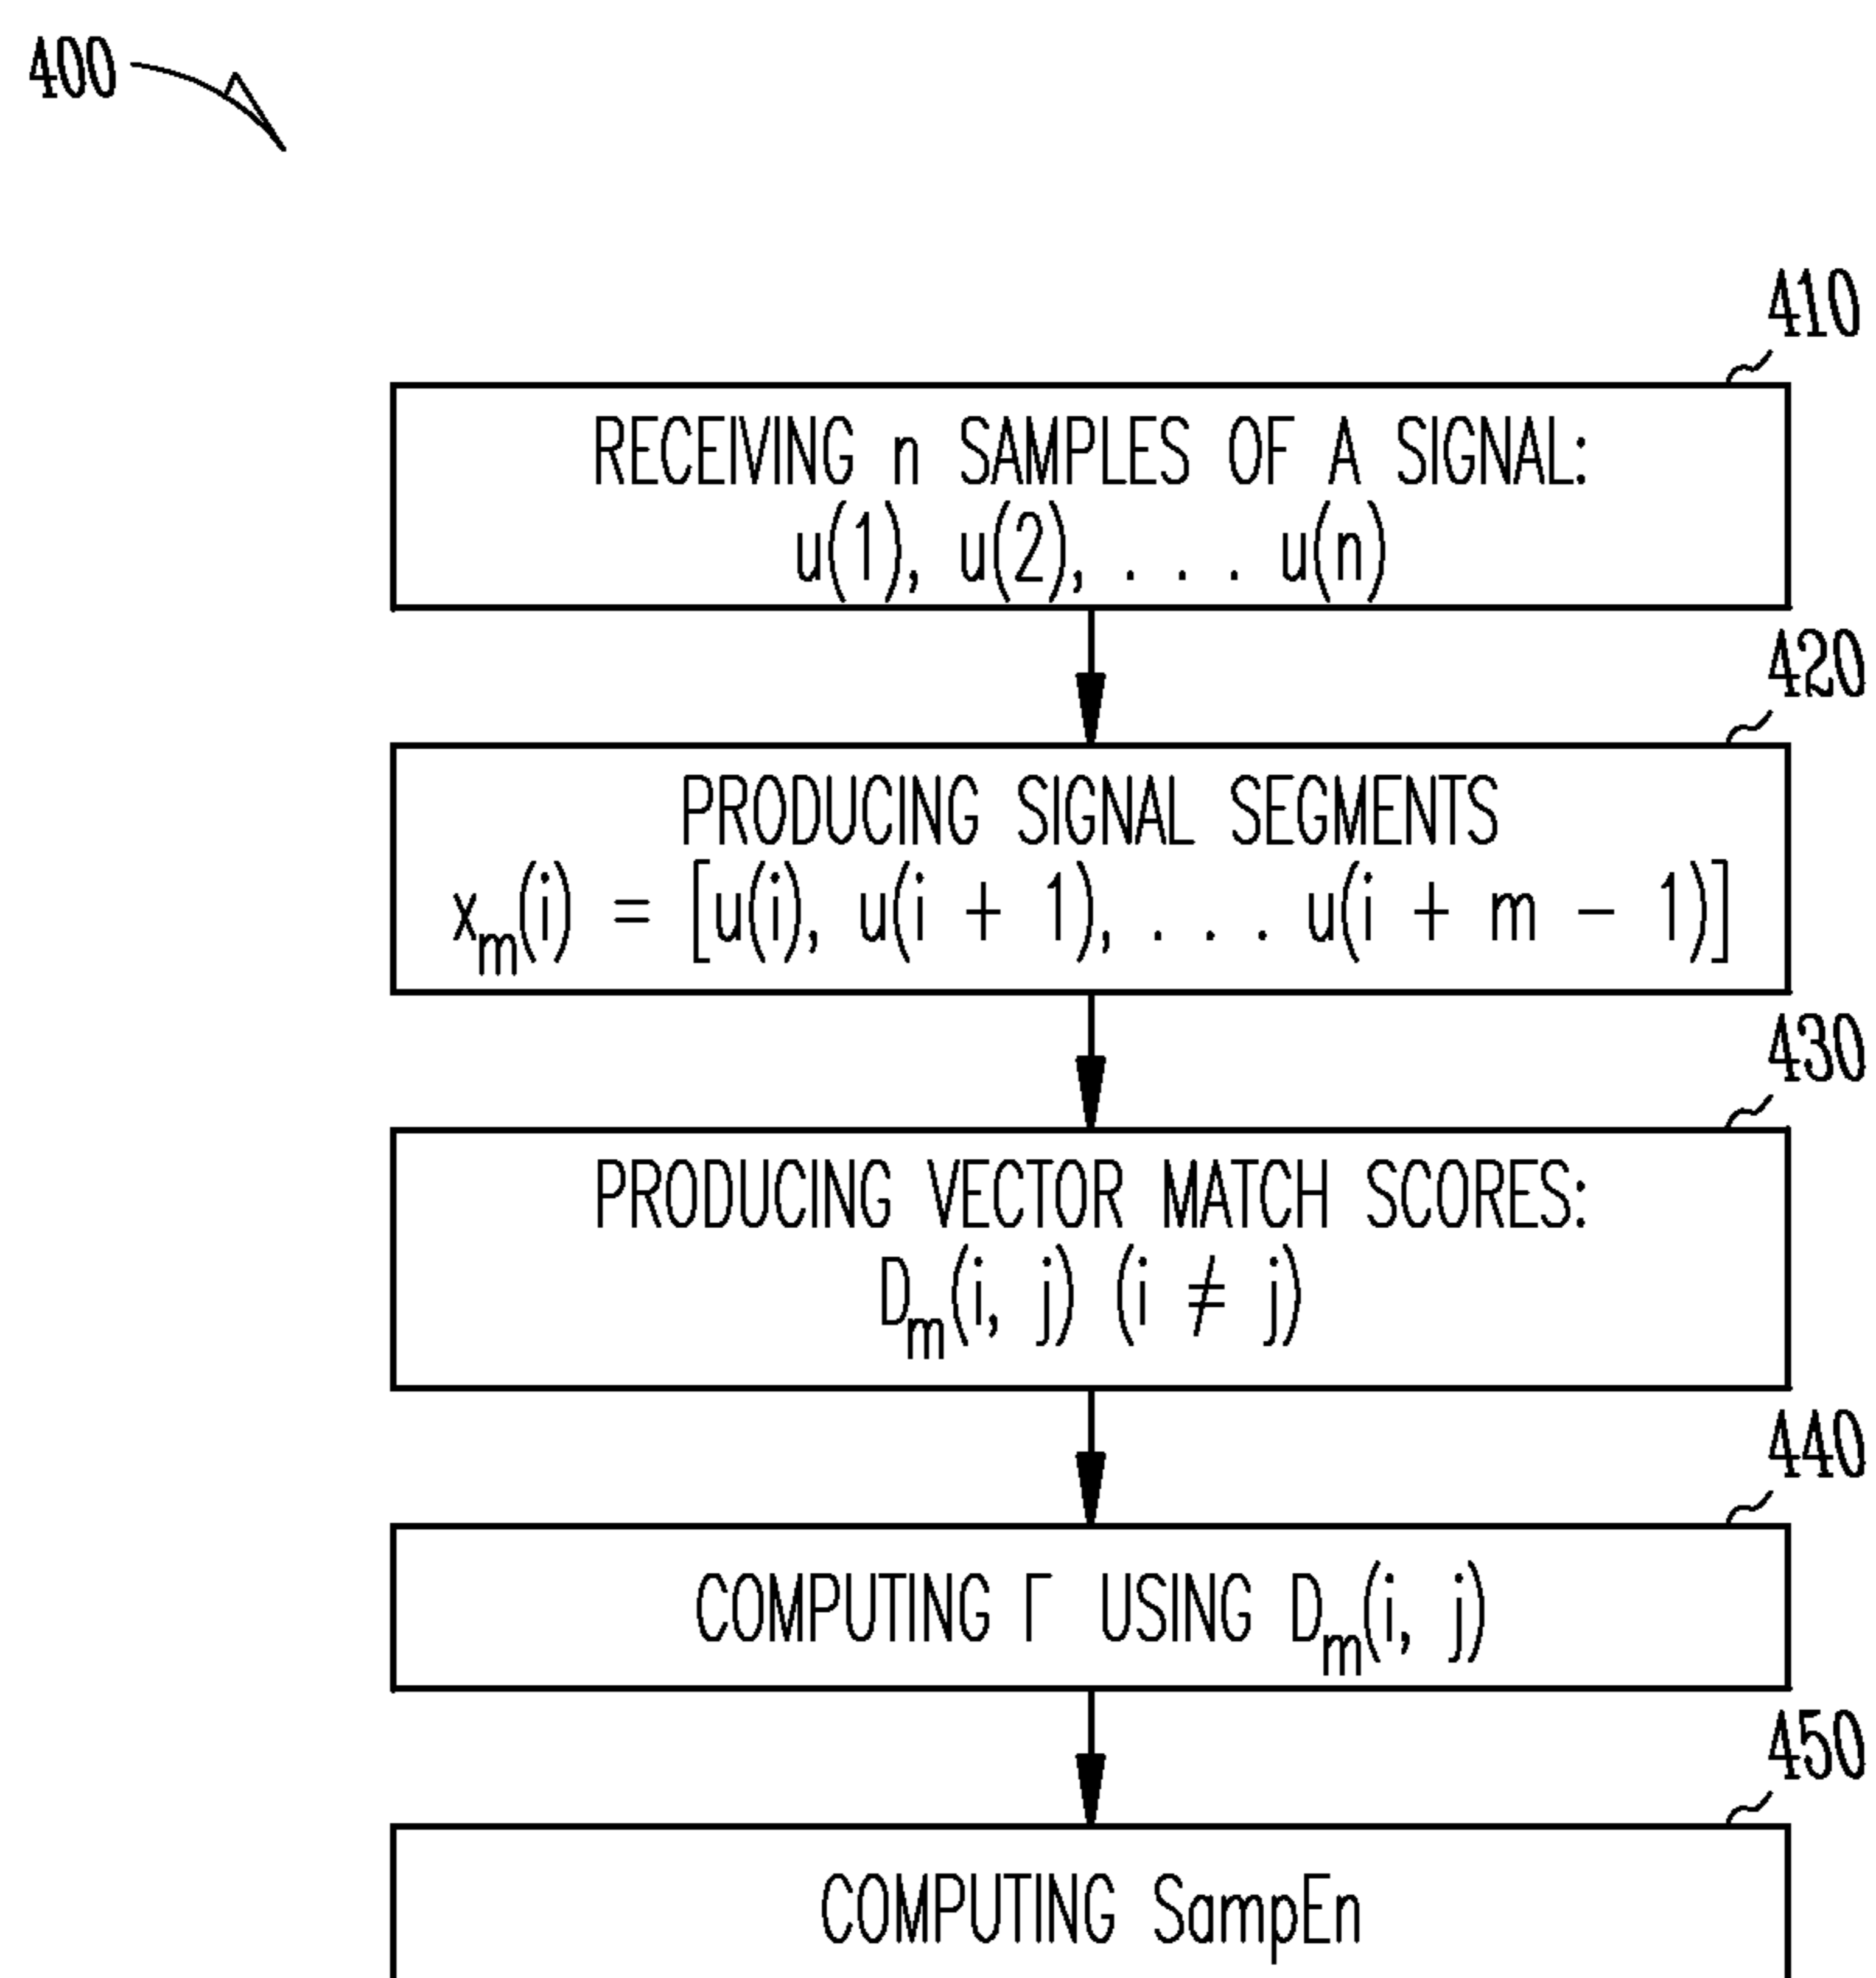 400
410
RECEIVING n SAMPLES OF A SIGNAL:
u(1), u(2), . . . u(n)
420
PRODUCING SIGNAL SEGMENTS
xₘ(i) = [u(i), u(i + 1), . . . u(i + m − 1)]
430
PRODUCING VECTOR MATCH SCORES:
Dₘ(i, j) (i ≠ j)
440
COMPUTING Γ USING Dₘ(i, j)
450
COMPUTING SampEn